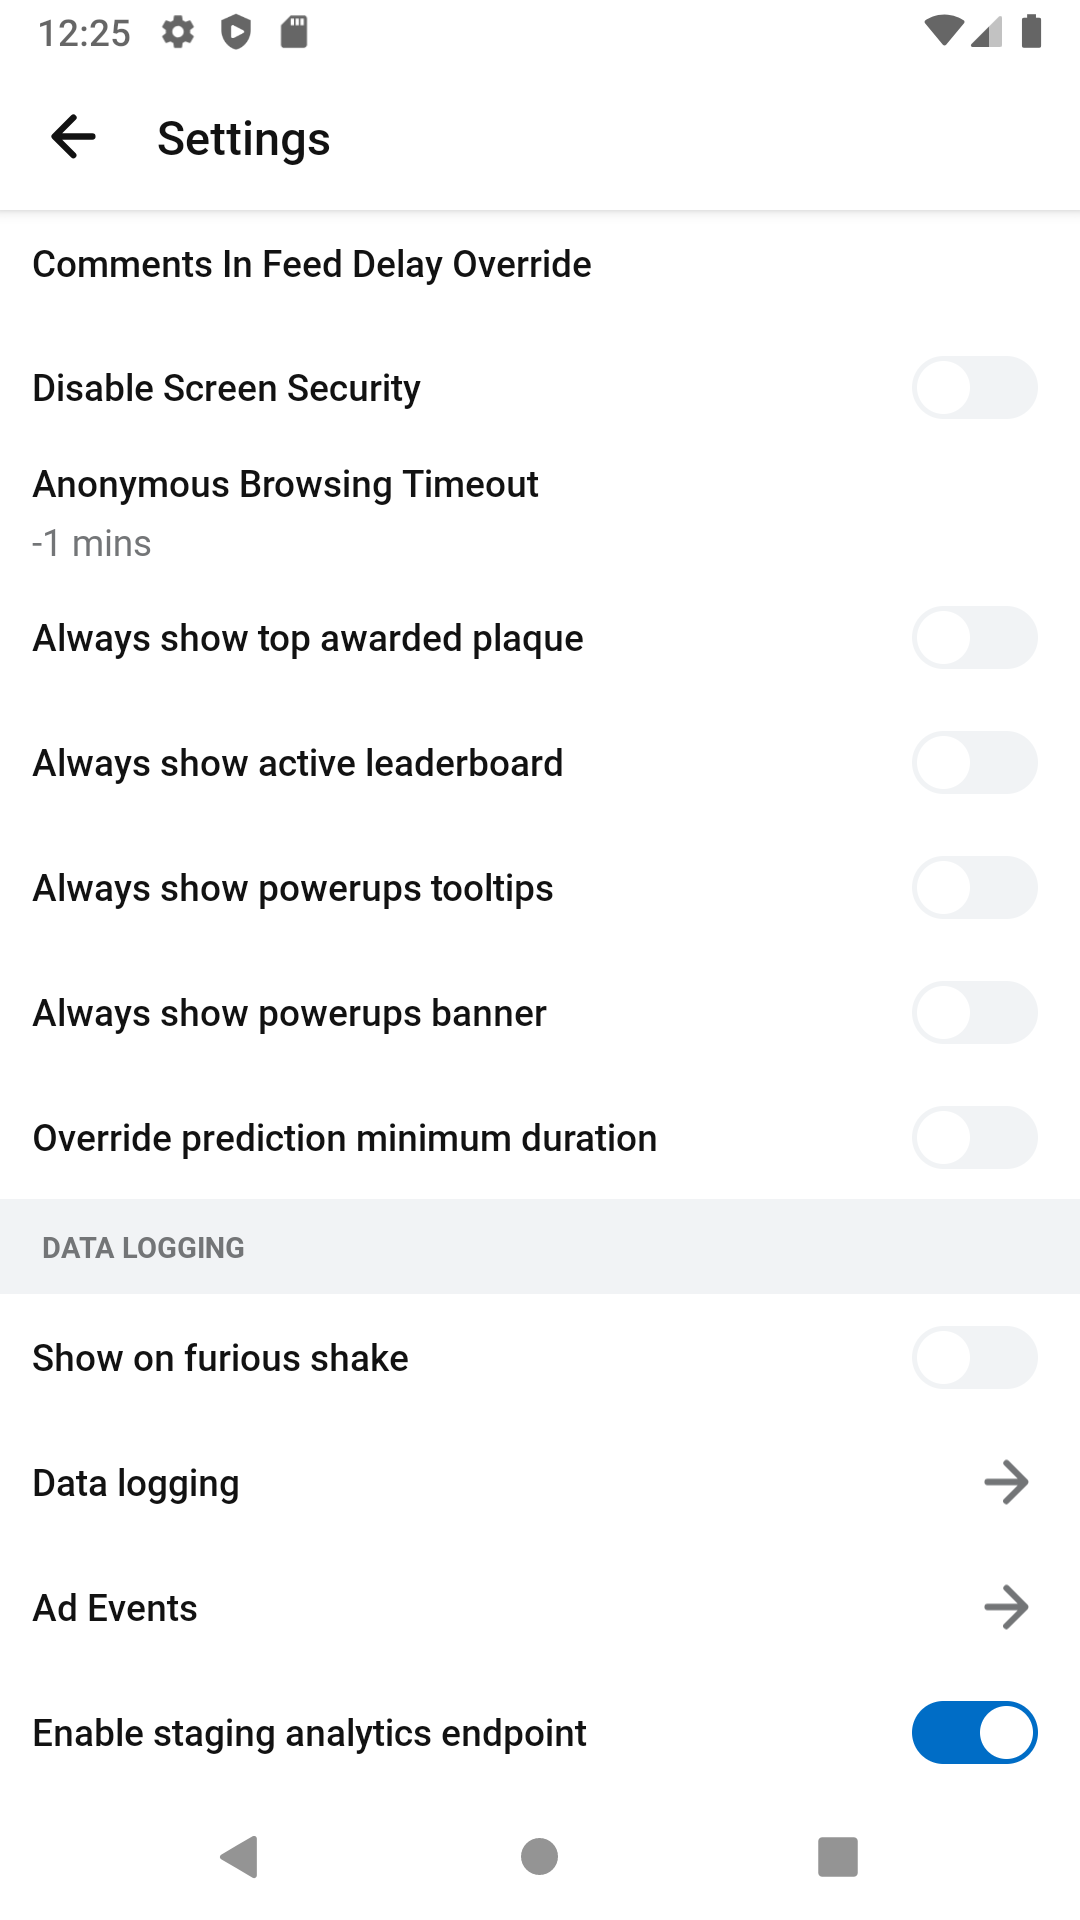 12:25
Settings
Comments In Feed Delay Override
Disable Screen Security
Anonymous Browsing Timeout
-1 mins
Always show top awarded plaque
Always show active leaderboard
Always show powerups tooltips
Always show powerups banner
Override prediction minimum duration
DATA LOGGING
Show on furious shake
Data logging
Ad Events
Enable staging analytics endpoint